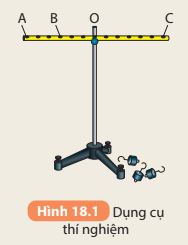 A B O C
Hình 18.1 Dụng cụ
thí nghiệm